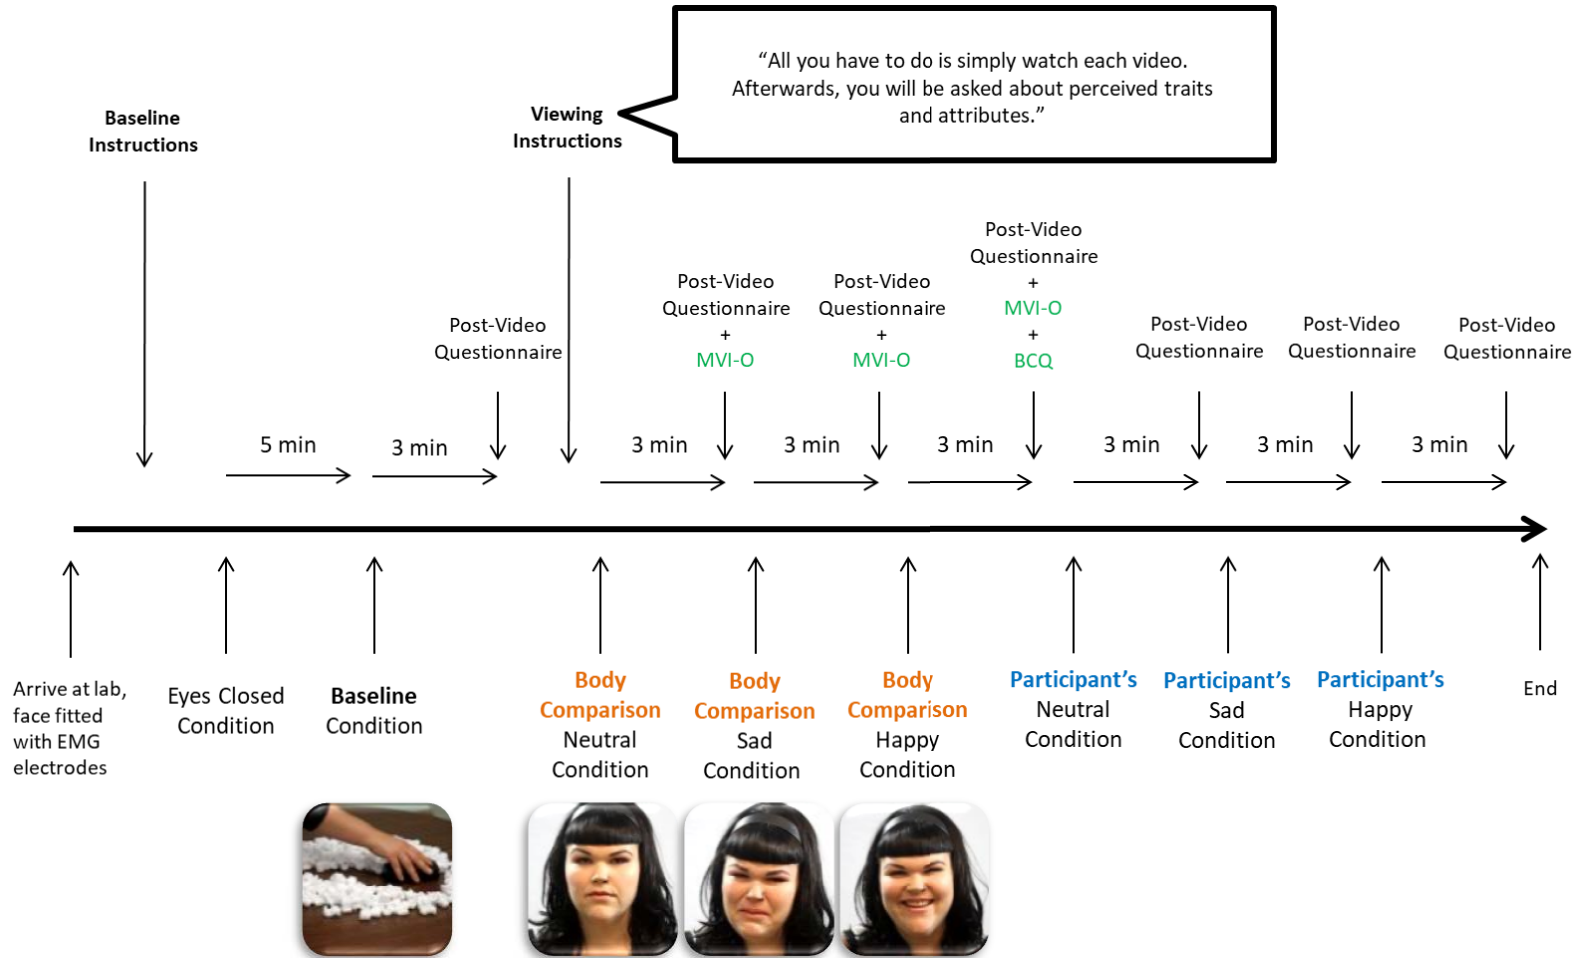 “All you have to do is simply watch each video.
Afterwards, you will be asked about perceived traits
and attributes.”
Baseline
Instructions
Viewing
Instructions
Post-Video
Questionnaire
Post-Video
Questionnaire
+
MVI-O
Post-Video
Questionnaire
+
MVI-O
Post-Video
Questionnaire
+
MVI-O
+
BCQ
Post-Video
Questionnaire
Post-Video
Questionnaire
Post-Video
Questionnaire
5 min
3 min
3 min
3 min
3 min
3 min
3 min
3 min
Arrive at lab,
face fitted
with EMG
electrodes
Eyes Closed
Condition
Baseline
Condition
Body
Comparison
Neutral
Condition
Body
Comparison
Sad
Condition
Body
Comparison
Happy
Condition
Participant’s
Neutral
Condition
Participant’s
Sad
Condition
Participant’s
Happy
Condition
End